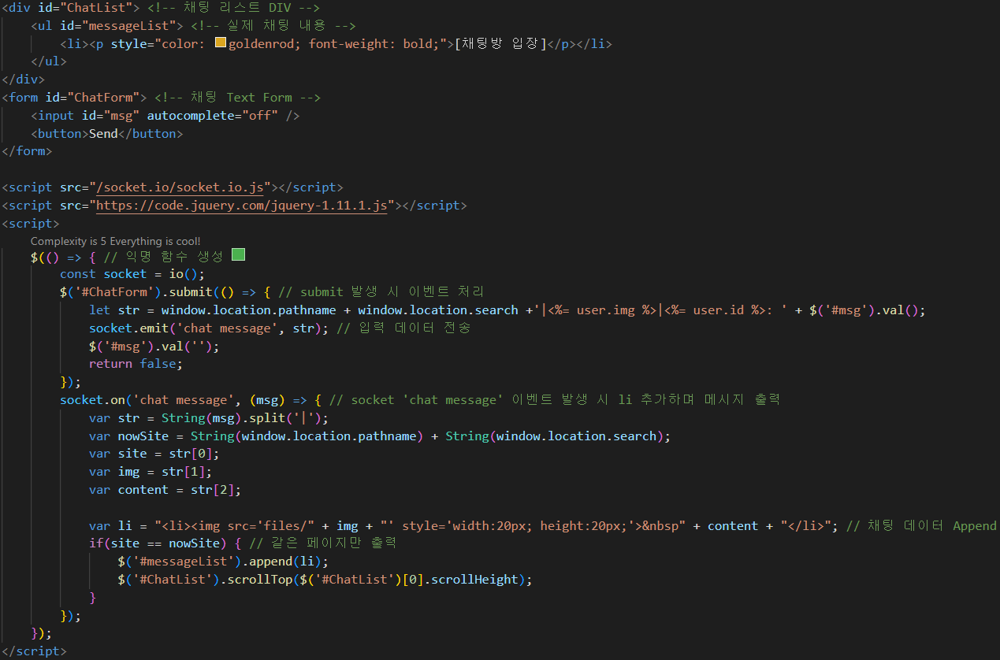 <div id="ChatList"> <!-- 채팅 리스트 DIV -->
    <ul id="messageList"> <!-- 실제 채팅 내용 -->
        <li><p style="color: goldenrod; font-weight: bold;">[채팅방 입장]</p></li>
    </ul>
</div>
<form id="ChatForm"> <!-- 채팅 Text Form -->
    <input id="msg" autocomplete="off" />
    <button>Send</button>
</form>

<script src="/socket.io/socket.io.js"></script>
<script src="https://code.jquery.com/jquery-1.11.1.js"></script>
<script>
    Complexity is 5 Everything is cool!
    $(() => { // 익명 함수 생성
        const socket = io();
        $('#ChatForm').submit(() => { // submit 발생 시 이벤트 처리
            let str = window.location.pathname + window.location.search +'|<%= user.img %>|<%= user.id %>: ' + $('#msg').val();
            socket.emit('chat message', str); // 입력 데이터 전송
            $('#msg').val('');
            return false;
        });
        socket.on('chat message', (msg) => { // socket 'chat message' 이벤트 발생 시 li 추가하며 메시지 출력
            var str = String(msg).split('|');
            var nowSite = String(window.location.pathname) + String(window.location.search);
            var site = str[0];
            var img = str[1];
            var content = str[2];

            var li = "<li><img src='files/" + img + "' style='width:20px; height:20px;'>&nbsp" + content + "</li>"; // 채팅 데이터 Append
            if(site == nowSite) { // 같은 페이지만 출력
                $('#messageList').append(li);
                $('#ChatList').scrollTop($('#ChatList')[0].scrollHeight);
            }
        });
    });
</script>